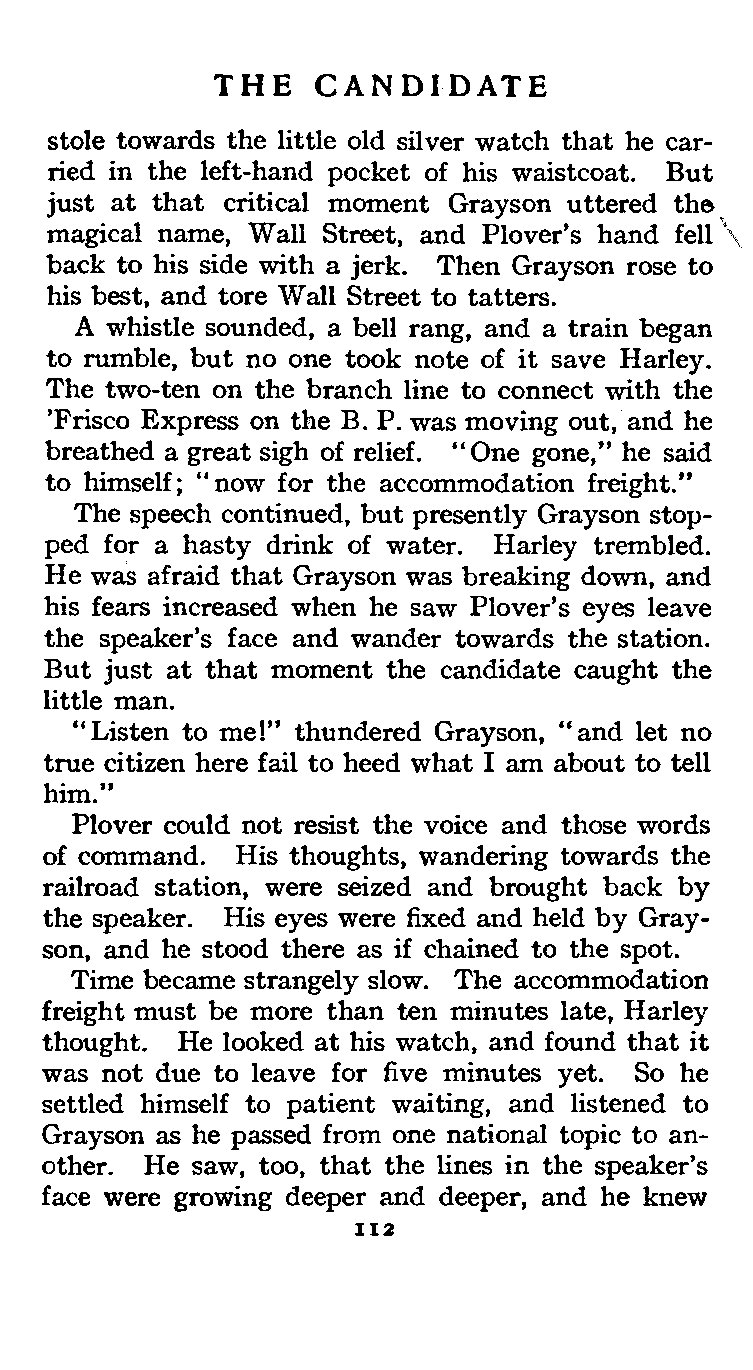 THE CANDIDATE
stole towards the little old silver watch that he car-
ried in the left-hand pocket of his waistcoat. But
just at that critical moment Grayson uttered the
magical name, Wall Street, and Plover's hand fell
back to his side with a jerk. Then Grayson rose to
his best, and tore Wall Street to tatters.
A whistle sounded, a bell rang, and a train began
to rumble, but no one took note of it save Harley.
The two-ten on the branch line to connect with the
'Frisco Express on the B. P. was moving out, and he
breathed a great sigh of relief. "One gone," he said
to himself; "now for the accommodation freight."
The speech continued, but presently Grayson stop-
ped for a hasty drink of water. Harley trembled.
He was afraid that Grayson was breaking down, and
his fears increased when he saw Plover's eyes leave
the speaker's face and wander towards the station.
But just at that moment the candidate caught the
little man.
"Listen to me!" thundered Grayson, "and let no
true citizen here fail to heed what I am about to tell
him."
Plover could not resist the voice and those words
of command. His thoughts, wandering towards the
railroad station, were seized and brought back by
the speaker. His eyes were fixed and held by Gray-
son, and he stood there as if chained to the spot.
Time became strangely slow. The accommodation
freight must be more than ten minutes late, Harley
thought. He looked at his watch, and found that it
was not due to leave for five minutes yet. So he
settled himself to patient waiting, and listened to
Grayson as he passed from one national topic to an-
other. He saw, too, that the lines in the speaker's
face were growing deeper and deeper, and he knew
112